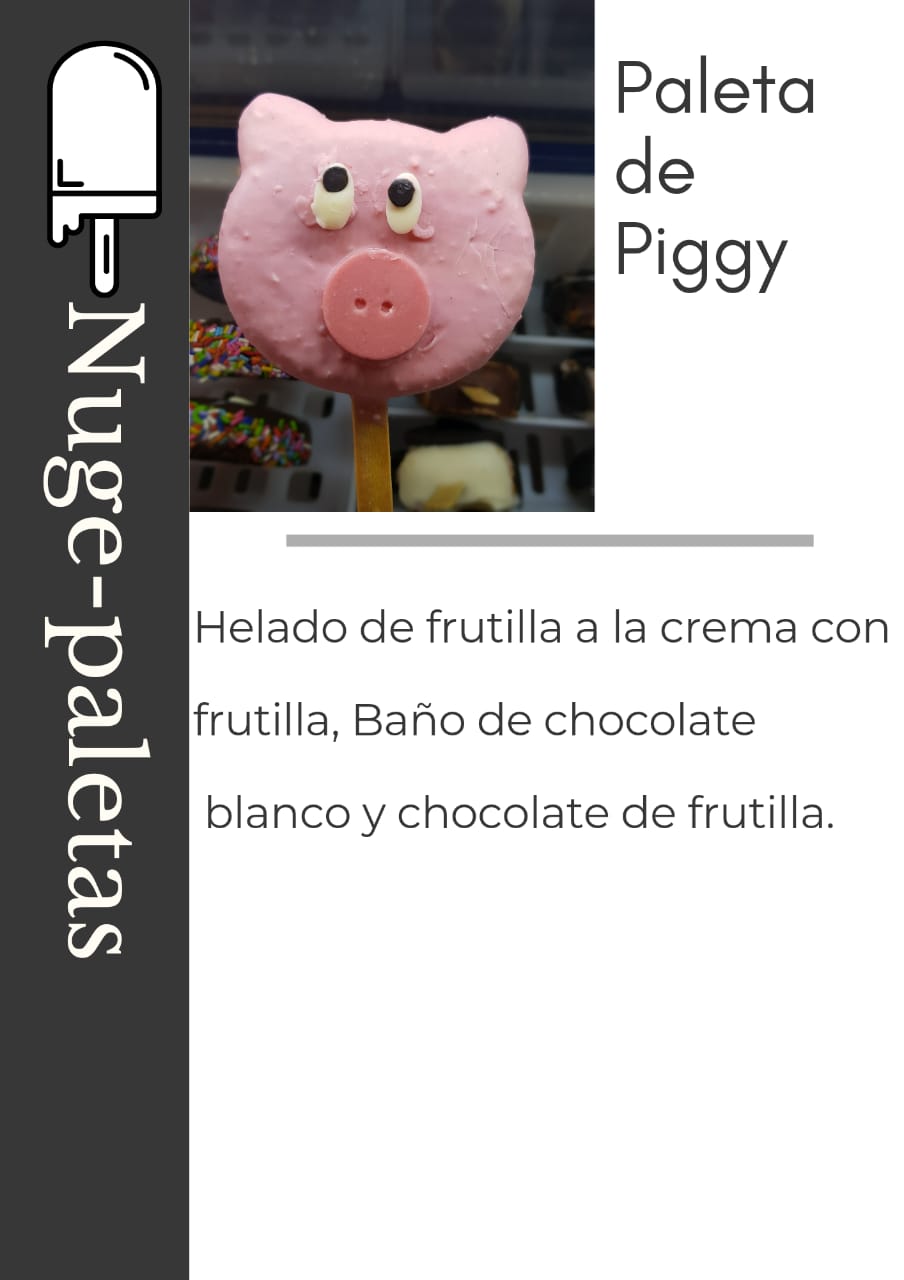 Nuge-paletas
Paleta
de
Piggy
Helado de frutilla a la crema con
frutilla, Baño de chocolate
blanco y chocolate de frutilla.